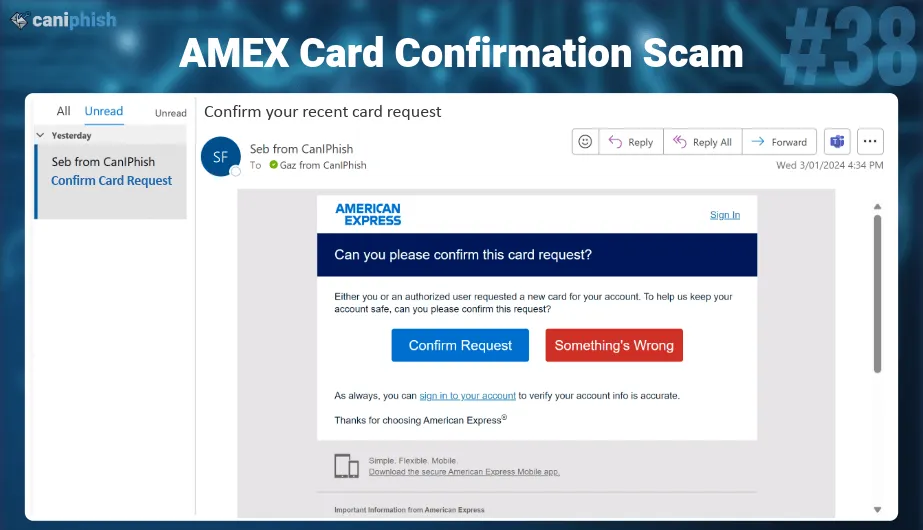 caniphish
AMEX Card Confirmation Scam
#38
All Unread Unread
Yesterday
Seb from CanIPhish
Confirm Card Request
Confirm your recent card request
SF
Seb from CanIPhish
To Gaz from CanIPhish
Reply Reply All Forward
Wed 3/01/2024 4:34 PM
AMERICAN
EXPRESS
Sign In
Can you please confirm this card request?
Either you or an authorized user requested a new card for your account. To help us keep your
account safe, can you please confirm this request?
Confirm Request Something's Wrong
As always, you can sign in to your account to verify your account info is accurate.
Thanks for choosing American Express®
Simple. Flexible. Mobile.
Download the secure American Express Mobile app.
Important Information from American Express